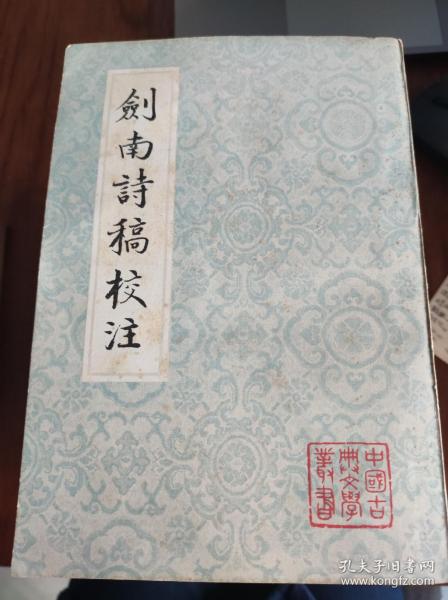 劍南詩稿校注
中國古
典文學
叢書
孔夫子旧书网
www.kongfz.com